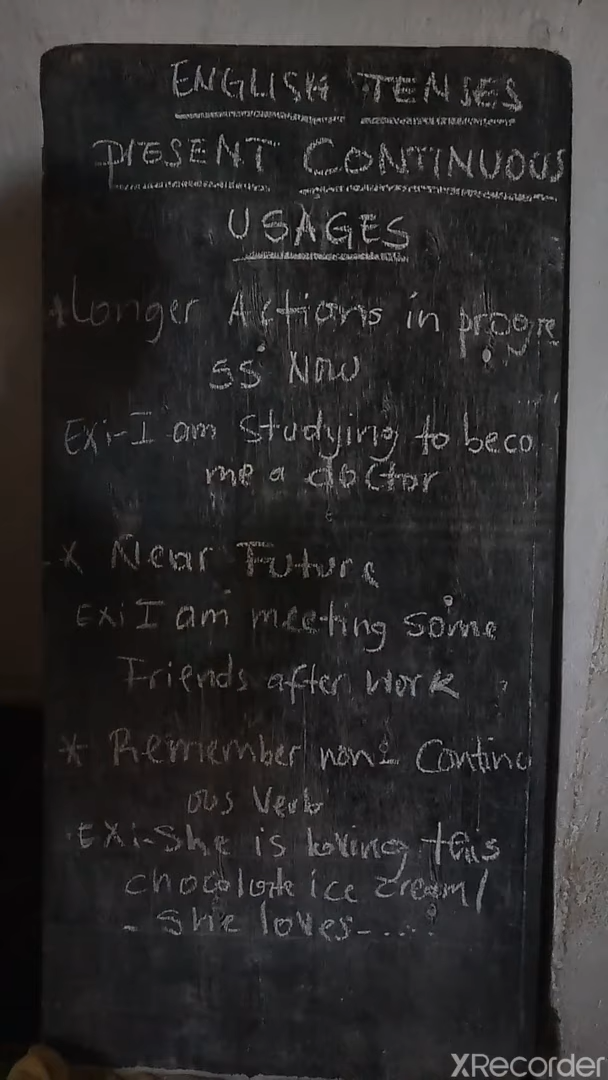 ENGLISH TENSES
PRESENT CONTINUOUS
USAGES
* Longer Actions in progre
ss Now
Ex:- I am Studying to beco
me a doctor
* Near Future
Ex: I am meeting some
Friends after work
* Remember non- Continu
ous Verb
Ex:- She is loving this
chocolate ice cream /
- She loves - ....
XRecorder